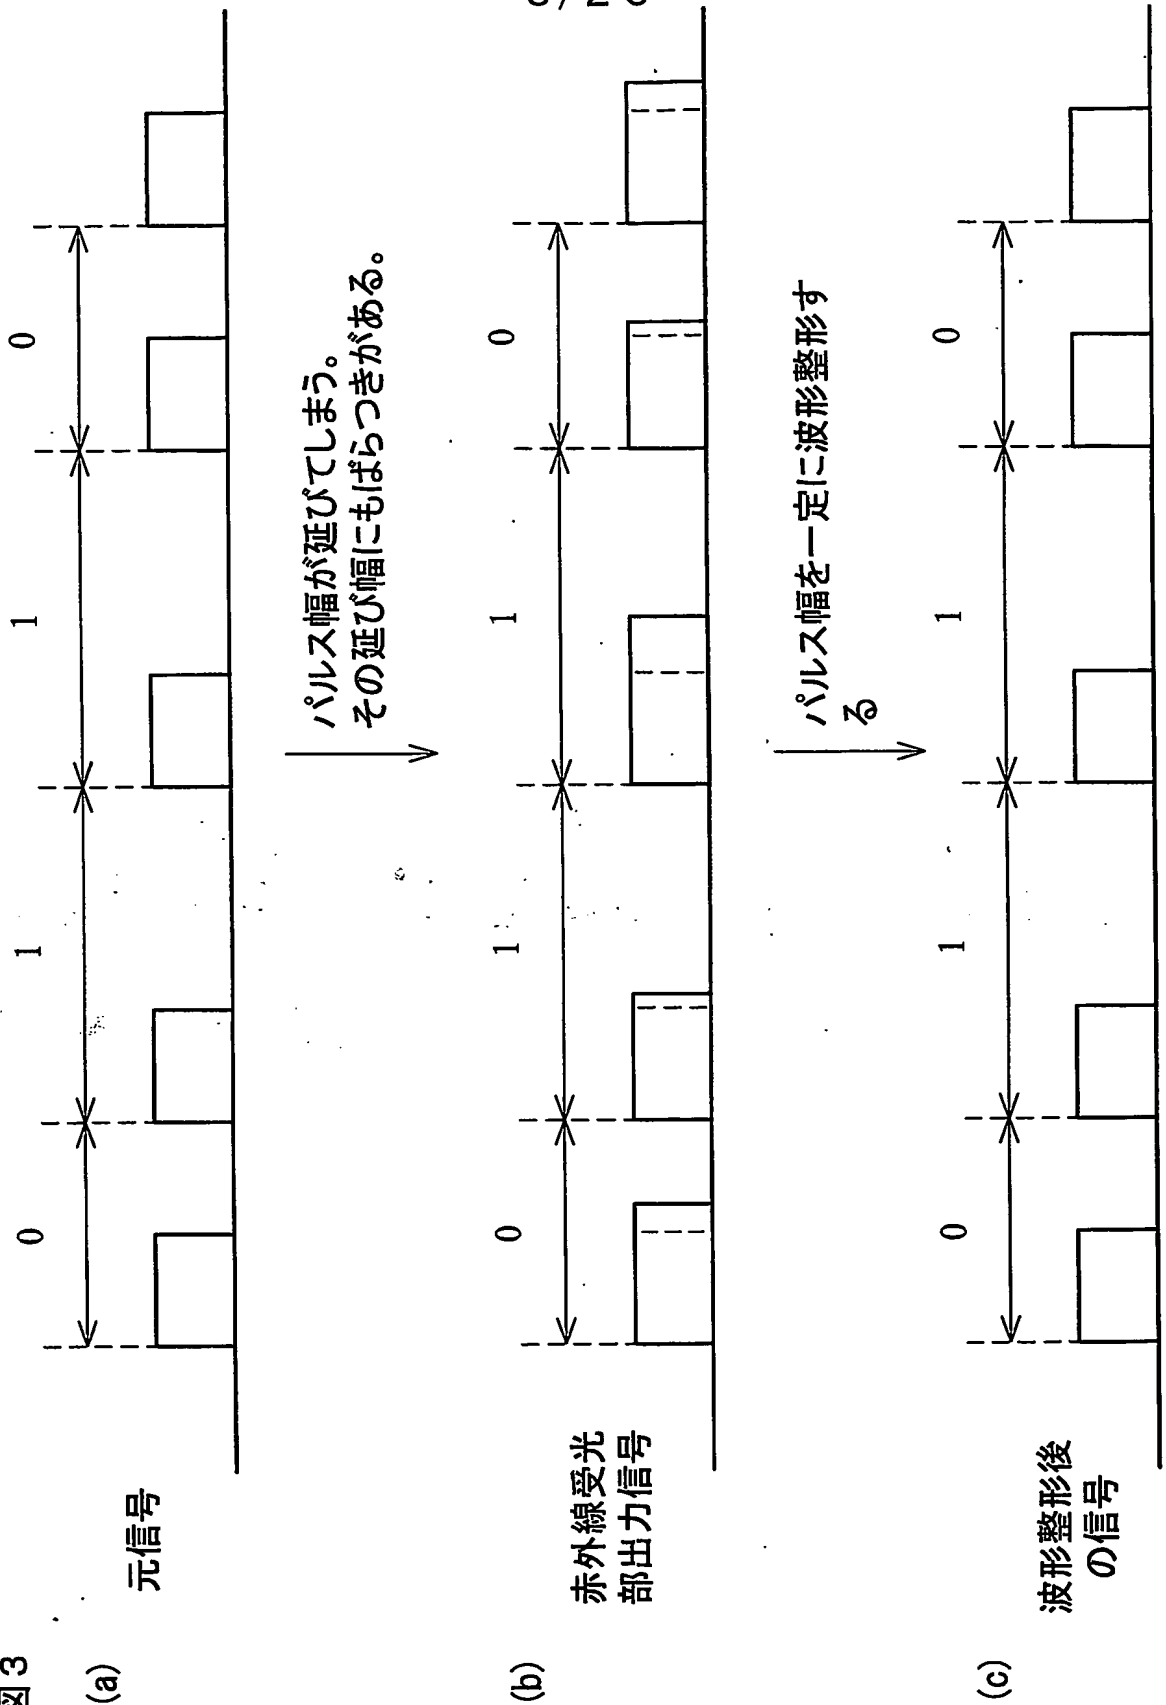 図3
(a)
元信号
0
1
1
0
パルス幅が延びてしまう。
その延び幅にもばらつきがある。
(b)
赤外線受光
部出力信号
0
1
1
0
パルス幅を一定に波形整形す
る
(c)
波形整形後
の信号
0
1
1
0